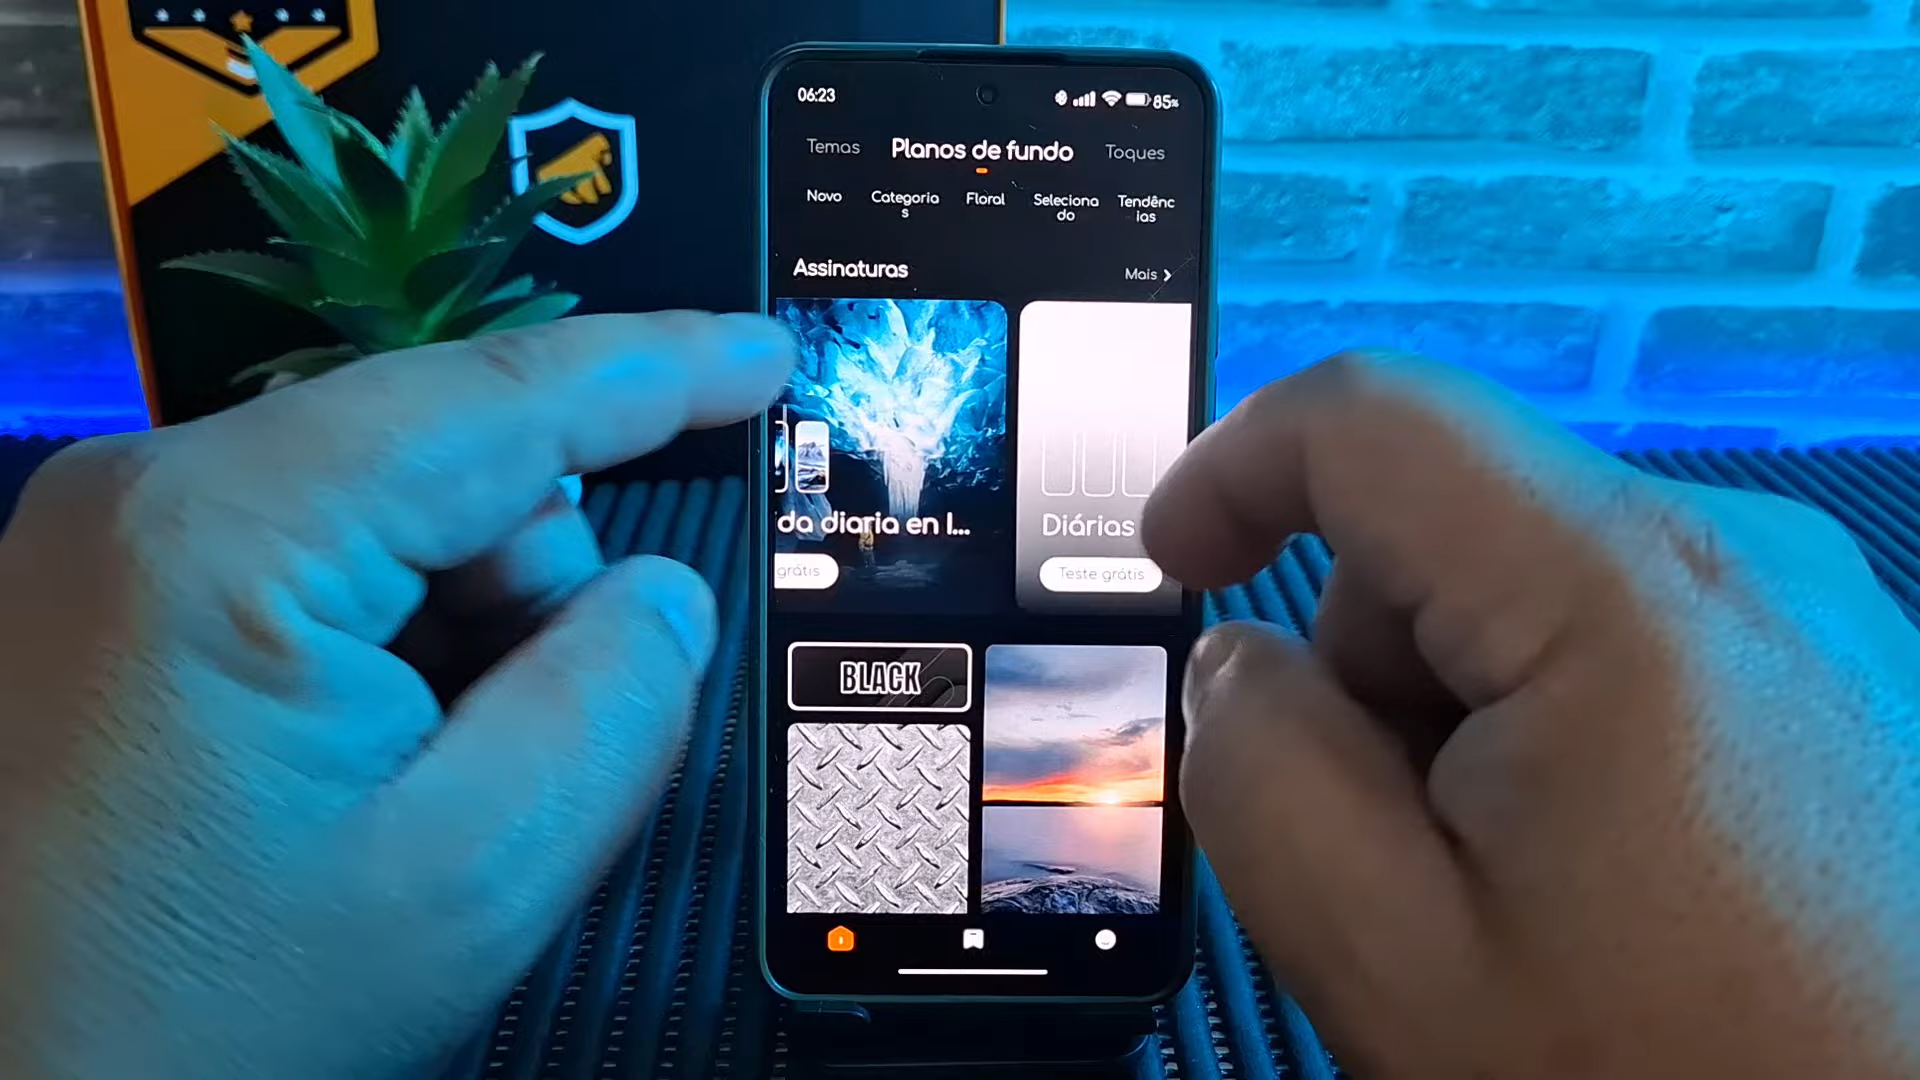 06:23
85%
Temas
Planos de fundo
Toques
Novo
Categoria
s
Floral
Seleciona
do
Tendênc
ias
Assinaturas
Mais
da diaria en l...
grátis
Diárias
Teste grátis
BLACK